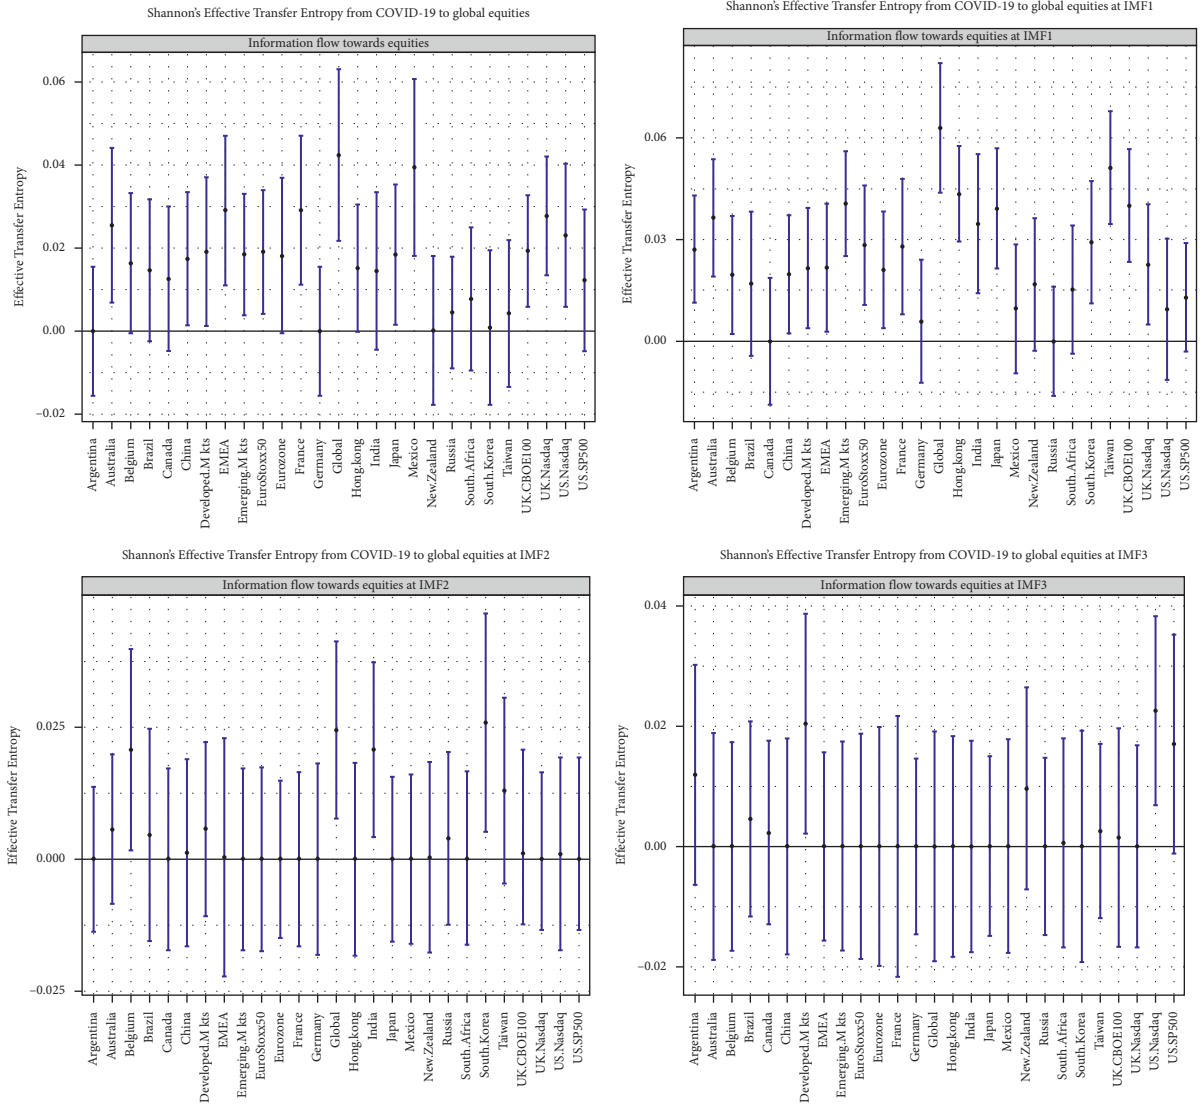 Shannon's Effective Transfer Entropy from COVID-19 to global equities
Information flow towards equities
Effective Transfer Entropy
0.06
0.04
0.02
0.00
−0.02
Argentina
Australia
Belgium
Brazil
Canada
China
Developed.M kts
EMEA
Emerging.M kts
EuroStoxx50
Eurozone
France
Germany
Global
Hong.kong
India
Japan
Mexico
New.Zealand
Russia
South.Africa
South.Korea
Taiwan
UK.CBOE100
UK.Nasdaq
US.Nasdaq
US.SP500
Shannon's Effective Transfer Entropy from COVID-19 to global equities at IMF1
Information flow towards equities at IMF1
Effective Transfer Entropy
0.06
0.03
0.00
Argentina
Australia
Belgium
Brazil
Canada
China
Developed.M kts
EMEA
Emerging.M kts
EuroStoxx50
Eurozone
France
Germany
Global
Hong.kong
India
Japan
Mexico
New.Zealand
Russia
South.Africa
South.Korea
Taiwan
UK.CBOE100
UK.Nasdaq
US.Nasdaq
US.SP500
Shannon's Effective Transfer Entropy from COVID-19 to global equities at IMF2
Information flow towards equities at IMF2
Effective Transfer Entropy
0.025
0.000
−0.025
Argentina
Australia
Belgium
Brazil
Canada
China
Developed.M kts
EMEA
Emerging.M kts
EuroStoxx50
Eurozone
France
Germany
Global
Hong.kong
India
Japan
Mexico
New.Zealand
Russia
South.Africa
South.Korea
Taiwan
UK.CBOE100
UK.Nasdaq
US.Nasdaq
US.SP500
Shannon's Effective Transfer Entropy from COVID-19 to global equities at IMF3
Information flow towards equities at IMF3
Effective Transfer Entropy
0.04
0.02
0.00
−0.02
Argentina
Australia
Belgium
Brazil
Canada
China
Developed.M kts
EMEA
Emerging.M kts
EuroStoxx50
Eurozone
France
Germany
Global
Hong.kong
India
Japan
Mexico
New.Zealand
Russia
South.Africa
South.Korea
Taiwan
UK.CBOE100
UK.Nasdaq
US.Nasdaq
US.SP500